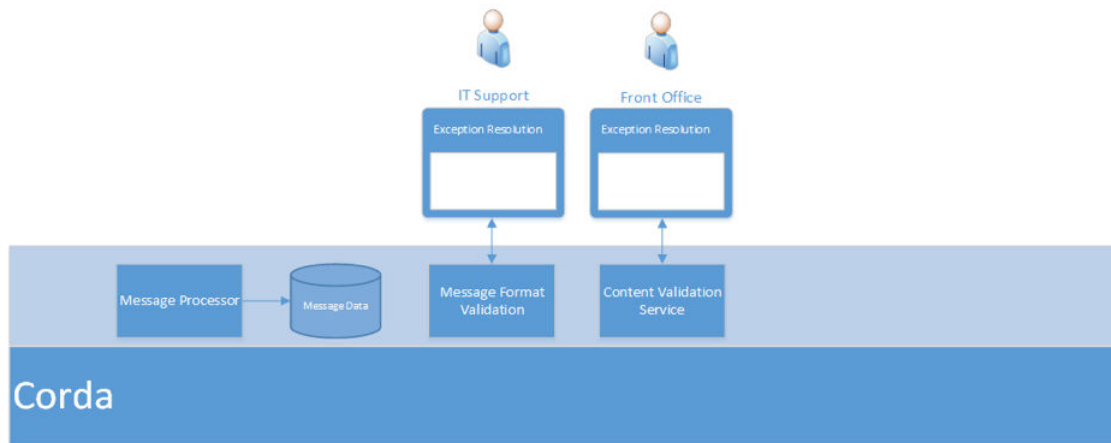 IT Support
Front Office
Exception Resolution
Exception Resolution
Message Processor
Message Data
Message Format
Validation
Content Validation
Service
Corda